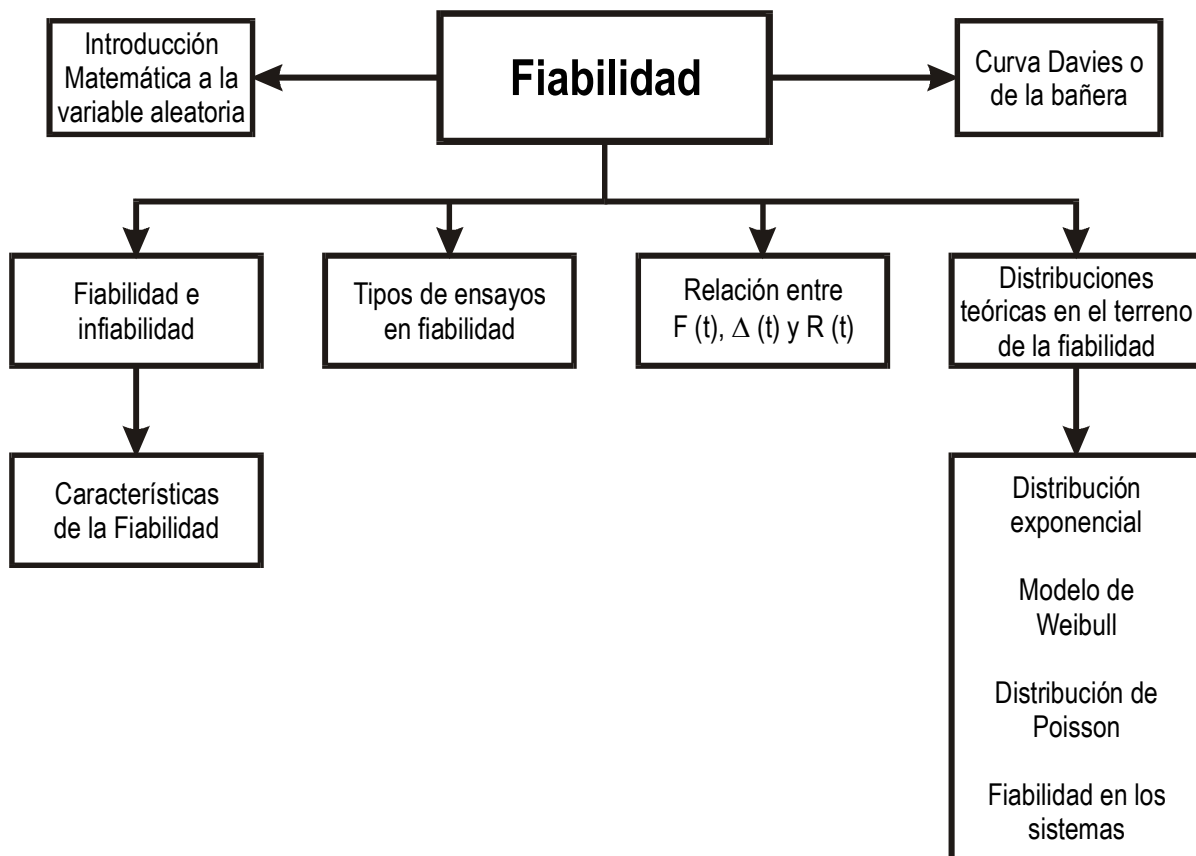 Introducción
Matemática a la
variable aleatoria
Fiabilidad
Curva Davies o
de la bañera
Fiabilidad e
infiabilidad
Tipos de ensayos
en fiabilidad
Relación entre
F (t), Δ (t) y R (t)
Distribuciones
teóricas en el terreno
de la fiabilidad
Características
de la Fiabilidad
Distribución
exponencial
Modelo de
Weibull
Distribución de
Poisson
Fiabilidad en los
sistemas